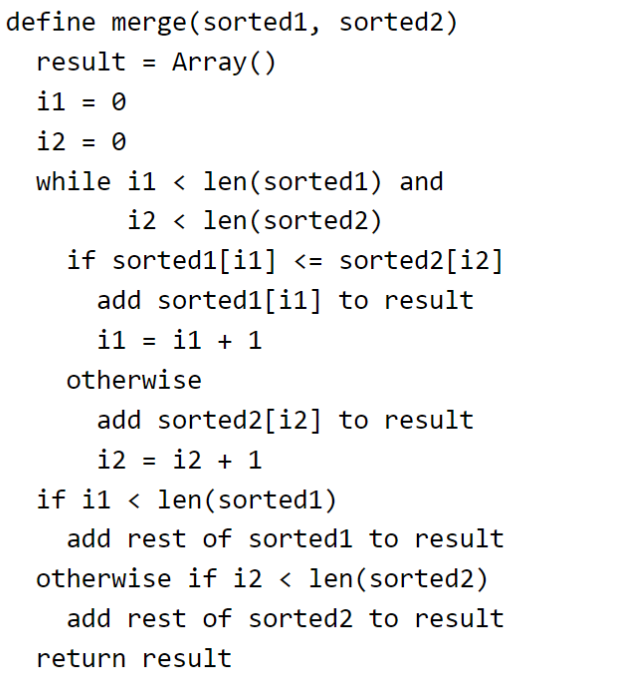 define merge(sorted1, sorted2)
  result = Array()
  i1 = 0
  i2 = 0
  while i1 < len(sorted1) and
        i2 < len(sorted2)
    if sorted1[i1] <= sorted2[i2]
      add sorted1[i1] to result
      i1 = i1 + 1
    otherwise
      add sorted2[i2] to result
      i2 = i2 + 1
  if i1 < len(sorted1)
    add rest of sorted1 to result
  otherwise if i2 < len(sorted2)
    add rest of sorted2 to result
  return result